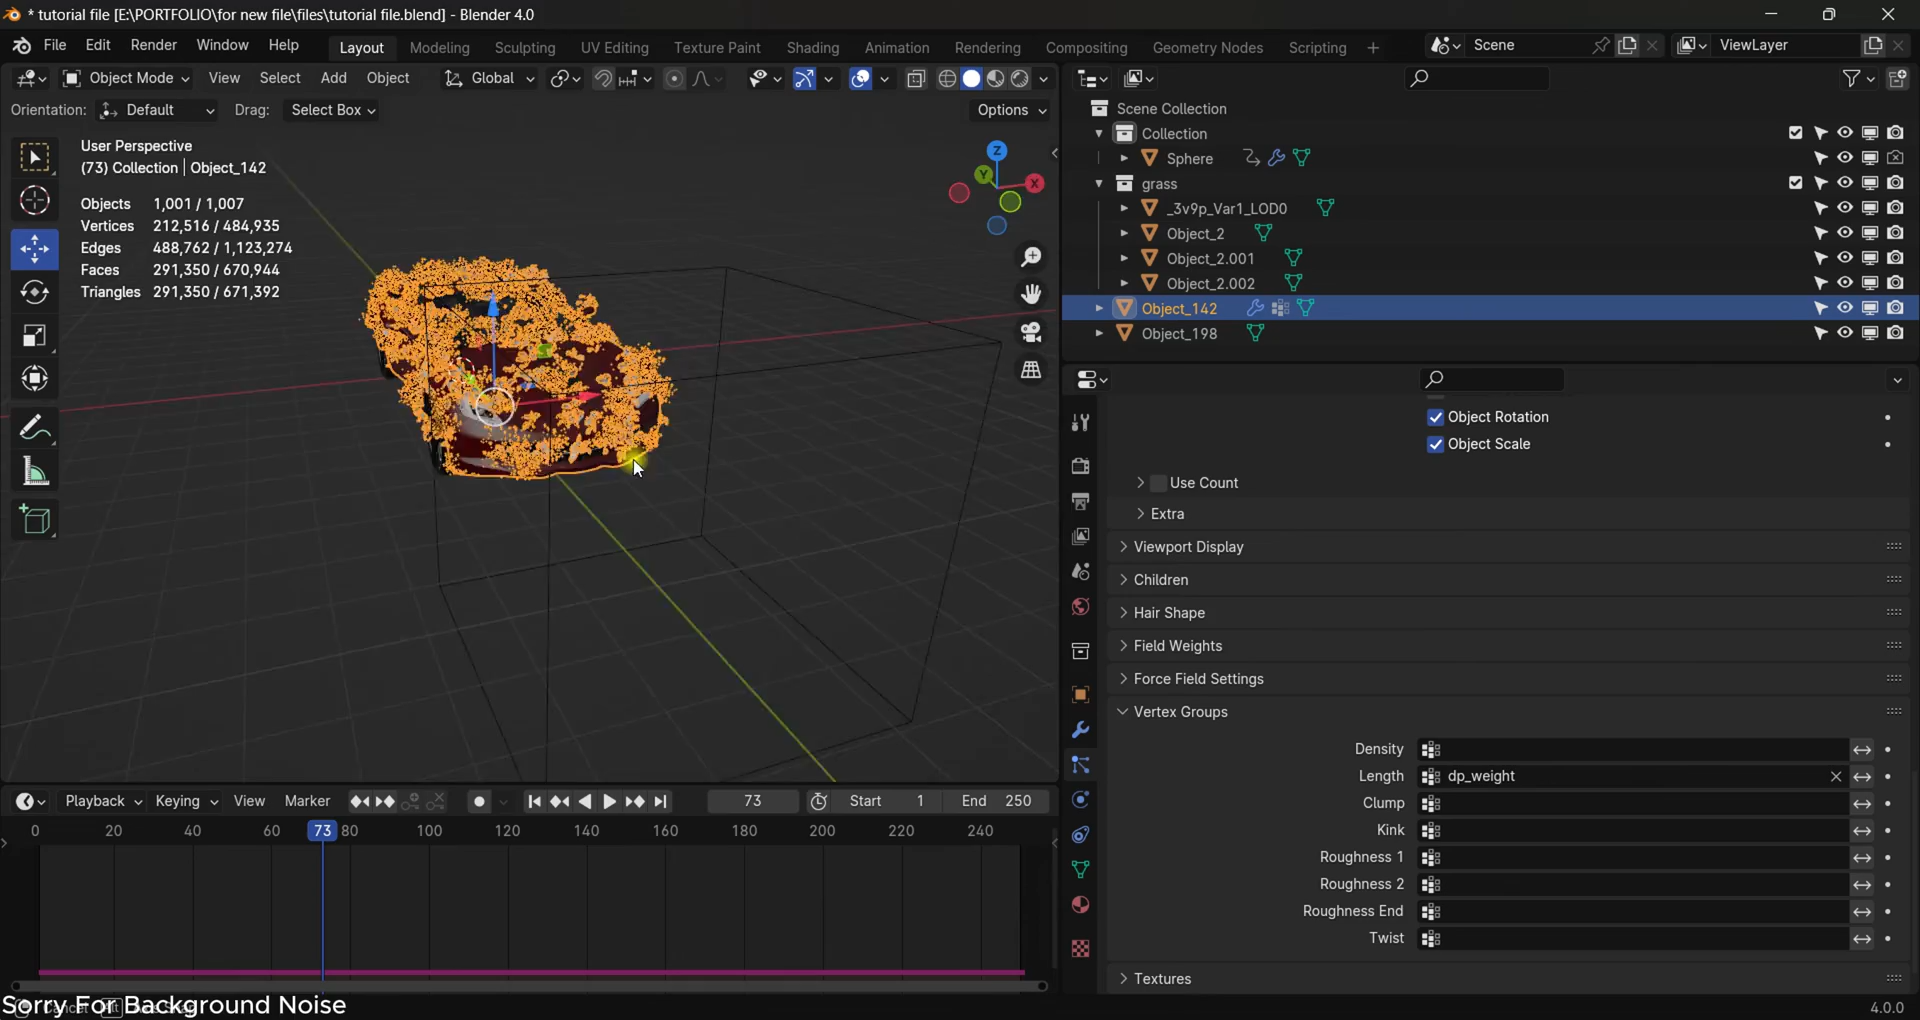 * tutorial file [E:\PORTFOLIO\for new file\files\tutorial file.blend] - Blender 4.0
File Edit Render Window Help Layout Modeling Sculpting UV Editing Texture Paint Shading Animation Rendering Compositing Geometry Nodes Scripting + Scene ViewLayer
Object Mode View Select Add Object Global
Orientation: Default Drag: Select Box Options
User Perspective
(73) Collection | Object_142
Objects 1,001 / 1,007
Vertices 212,516 / 484,935
Edges 488,762 / 1,123,274
Faces 291,350 / 670,944
Triangles 291,350 / 671,392
Z
Y
X
Scene Collection
Collection
Sphere
grass
_3v9p_Var1_LOD0
Object_2
Object_2.001
Object_2.002
Object_142
Object_198
Object Rotation
Object Scale
Use Count
Extra
Viewport Display
Children
Hair Shape
Field Weights
Force Field Settings
Vertex Groups
Density
Length dp_weight
Clump
Kink
Roughness 1
Roughness 2
Roughness End
Twist
Textures
Playback Keying View Marker 73 Start 1 End 250
0 20 40 60 73 80 100 120 140 160 180 200 220 240
Sorry For Background Noise
4.0.0